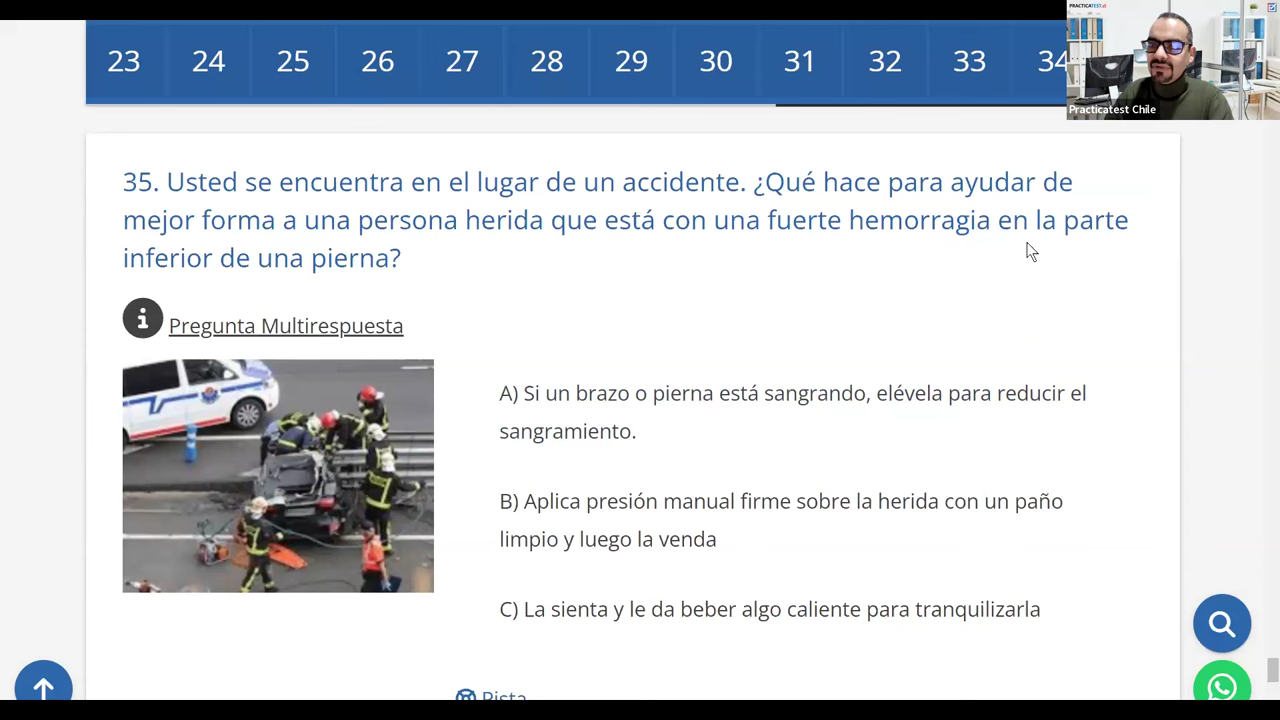 PRACTICATEST.cl
23 24 25 26 27 28 29 30 31 32 33 34
Practicatest Chile
35. Usted se encuentra en el lugar de un accidente. ¿Qué hace para ayudar de
mejor forma a una persona herida que está con una fuerte hemorragia en la parte
inferior de una pierna?
Pregunta Multirespuesta
A) Si un brazo o pierna está sangrando, elévela para reducir el
sangramiento.
B) Aplica presión manual firme sobre la herida con un paño
limpio y luego la venda
C) La sienta y le da beber algo caliente para tranquilizarla
Pista